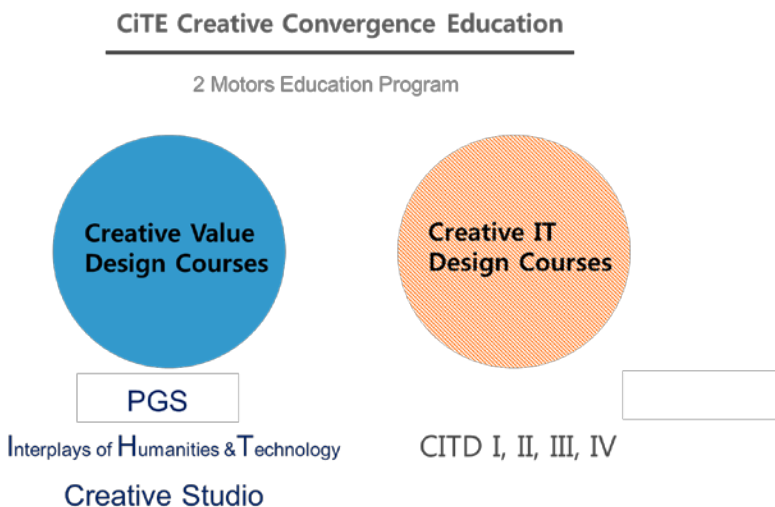 CiTE Creative Convergence Education
2 Motors Education Program
Creative Value
Design Courses
Creative IT
Design Courses
PGS
Interplays of Humanities & Technology
CITD I, II, III, IV
Creative Studio